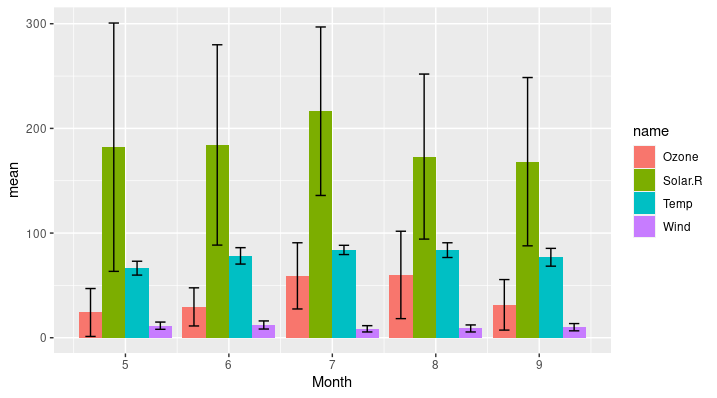 300
200
100
0
mean
5 6 7 8 9
Month
name
Ozone
Solar.R
Temp
Wind